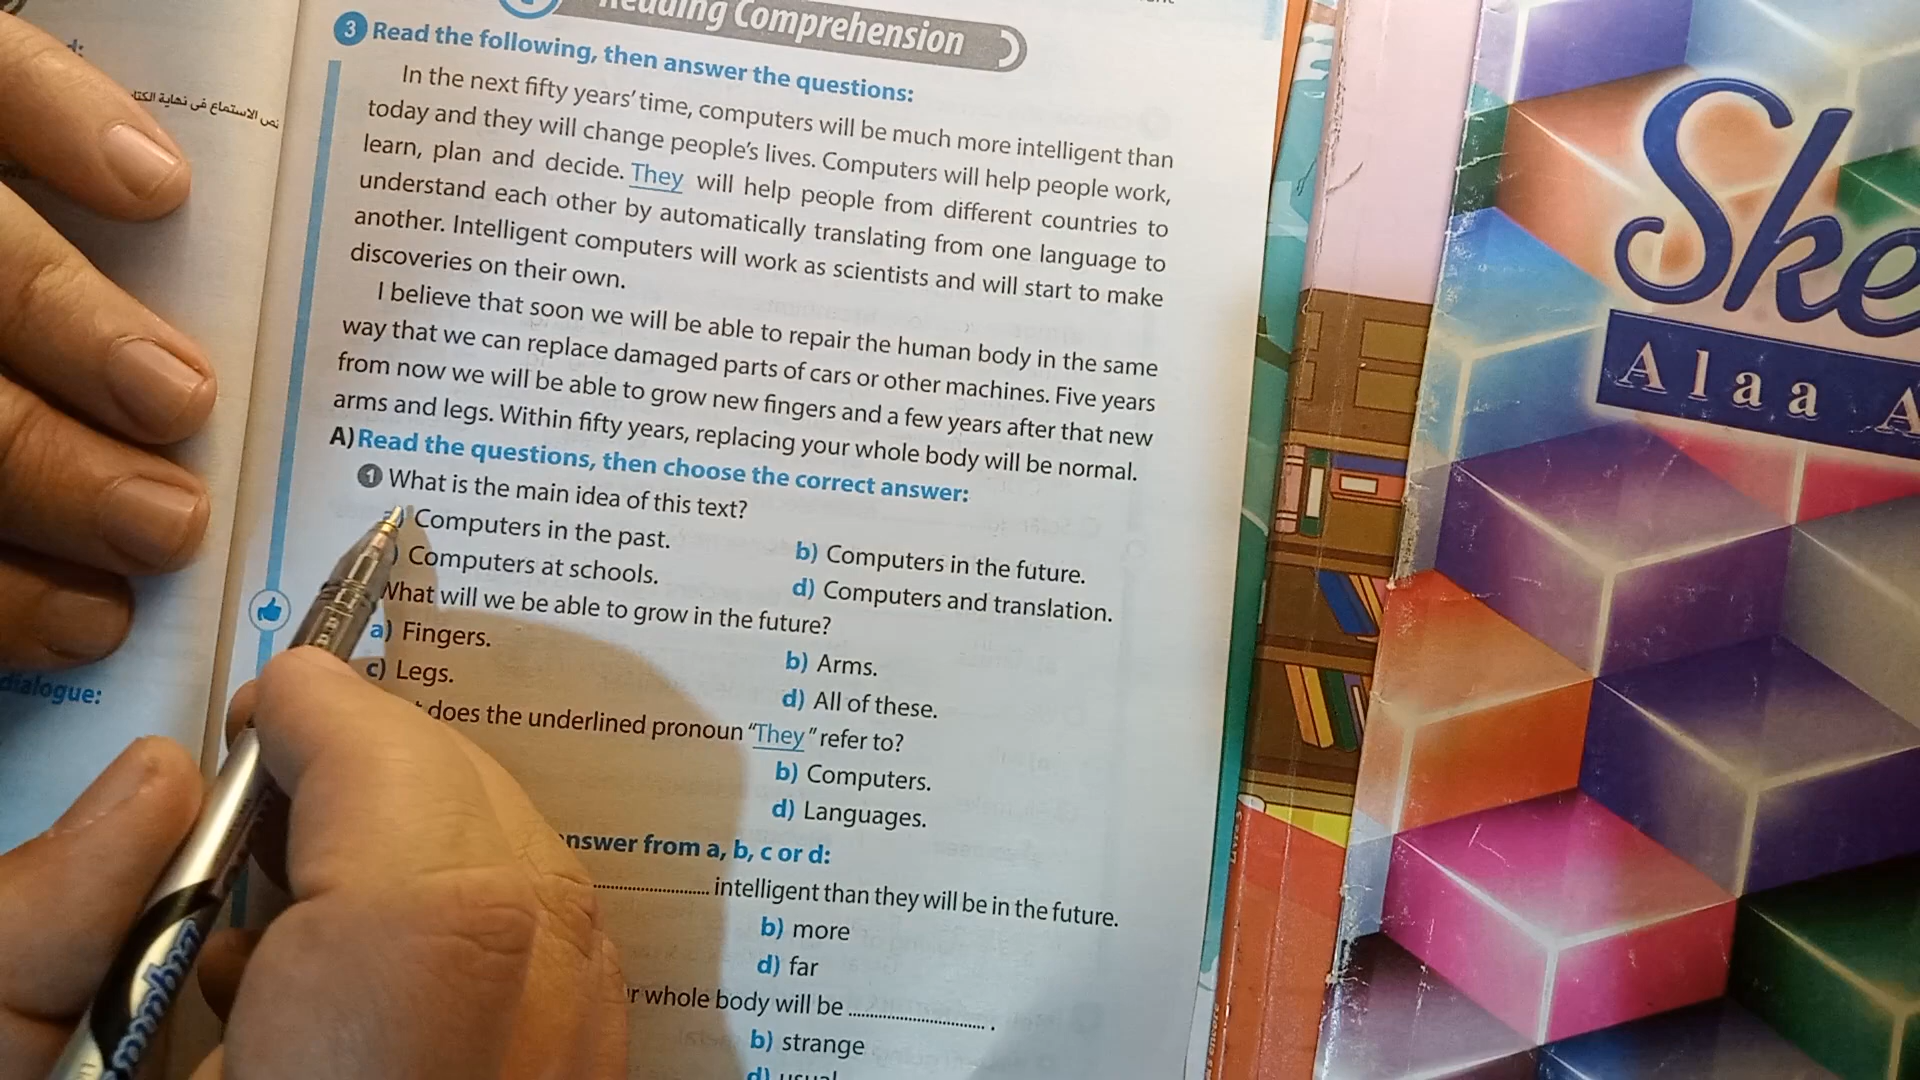 نص الاستماع فى نهاية الكتا
dialogue:
Reading Comprehension
3 Read the following, then answer the questions:
In the next fifty years' time, computers will be much more intelligent than
today and they will change people's lives. Computers will help people work,
learn, plan and decide. They will help people from different countries to
understand each other by automatically translating from one language to
another. Intelligent computers will work as scientists and will start to make
discoveries on their own.
I believe that soon we will be able to repair the human body in the same
way that we can replace damaged parts of cars or other machines. Five years
from now we will be able to grow new fingers and a few years after that new
arms and legs. Within fifty years, replacing your whole body will be normal.
A) Read the questions, then choose the correct answer:
1 What is the main idea of this text?
a) Computers in the past.
b) Computers in the future.
) Computers at schools.
d) Computers and translation.
What will we be able to grow in the future?
a) Fingers.
b) Arms.
c) Legs.
d) All of these.
does the underlined pronoun "They" refer to?
b) Computers.
d) Languages.
answer from a, b, c or d:
.......................... intelligent than they will be in the future.
b) more
d) far
r whole body will be ............................... .
b) strange
d) usual
Ske
Alaa A